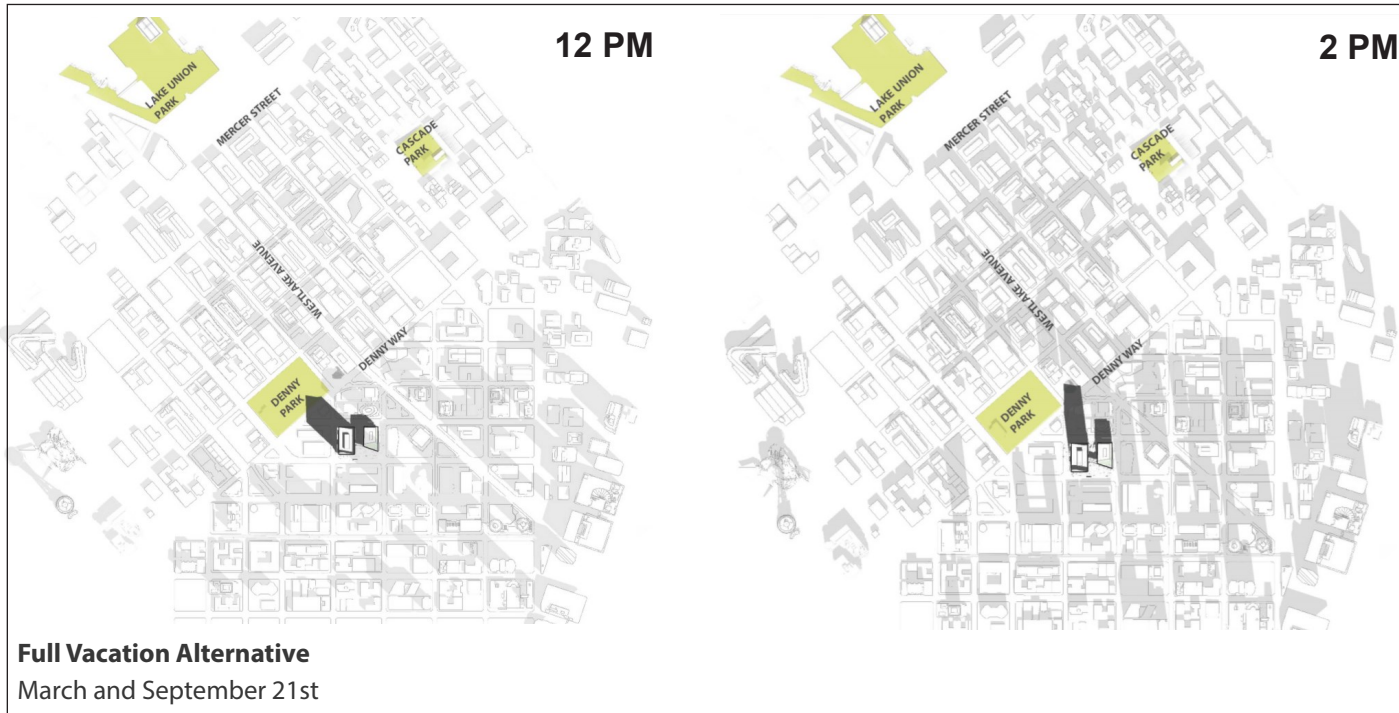 12 PM
LAKE UNION
PARK
MERCER STREET
CASCADE
PARK
WESTLAKE AVENUE
DENNY WAY
DENNY
PARK
2 PM
LAKE UNION
PARK
MERCER STREET
CASCADE
PARK
WESTLAKE AVENUE
DENNY WAY
DENNY
PARK
Full Vacation Alternative
March and September 21st